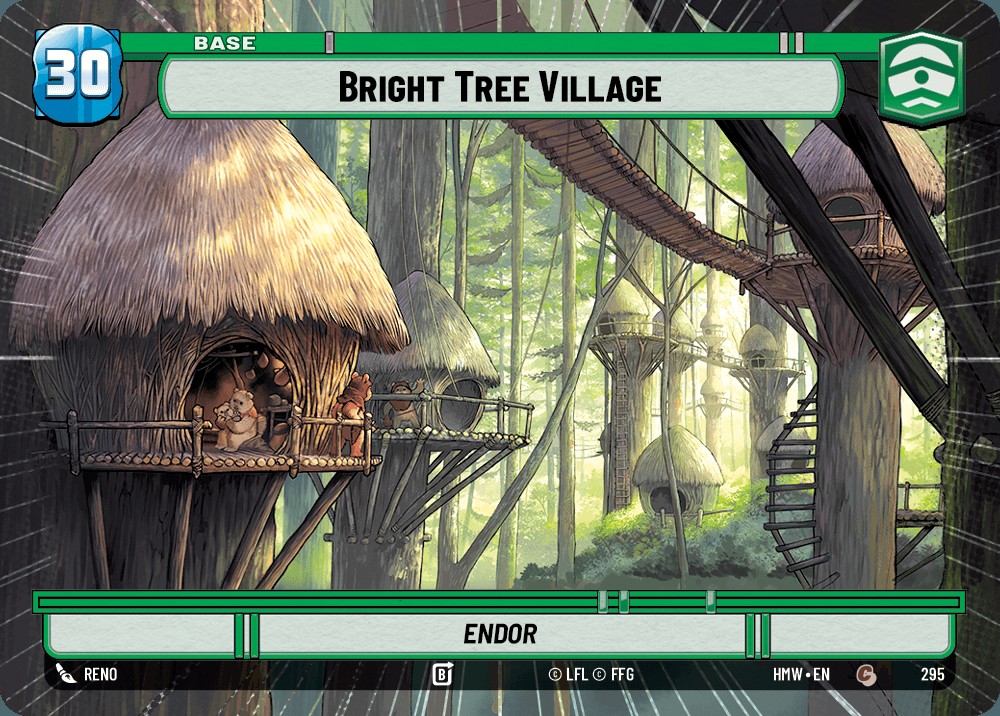 BASE
30
BRIGHT TREE VILLAGE
ENDOR
RENO
B
© LFL © FFG
HMW•EN
C
295